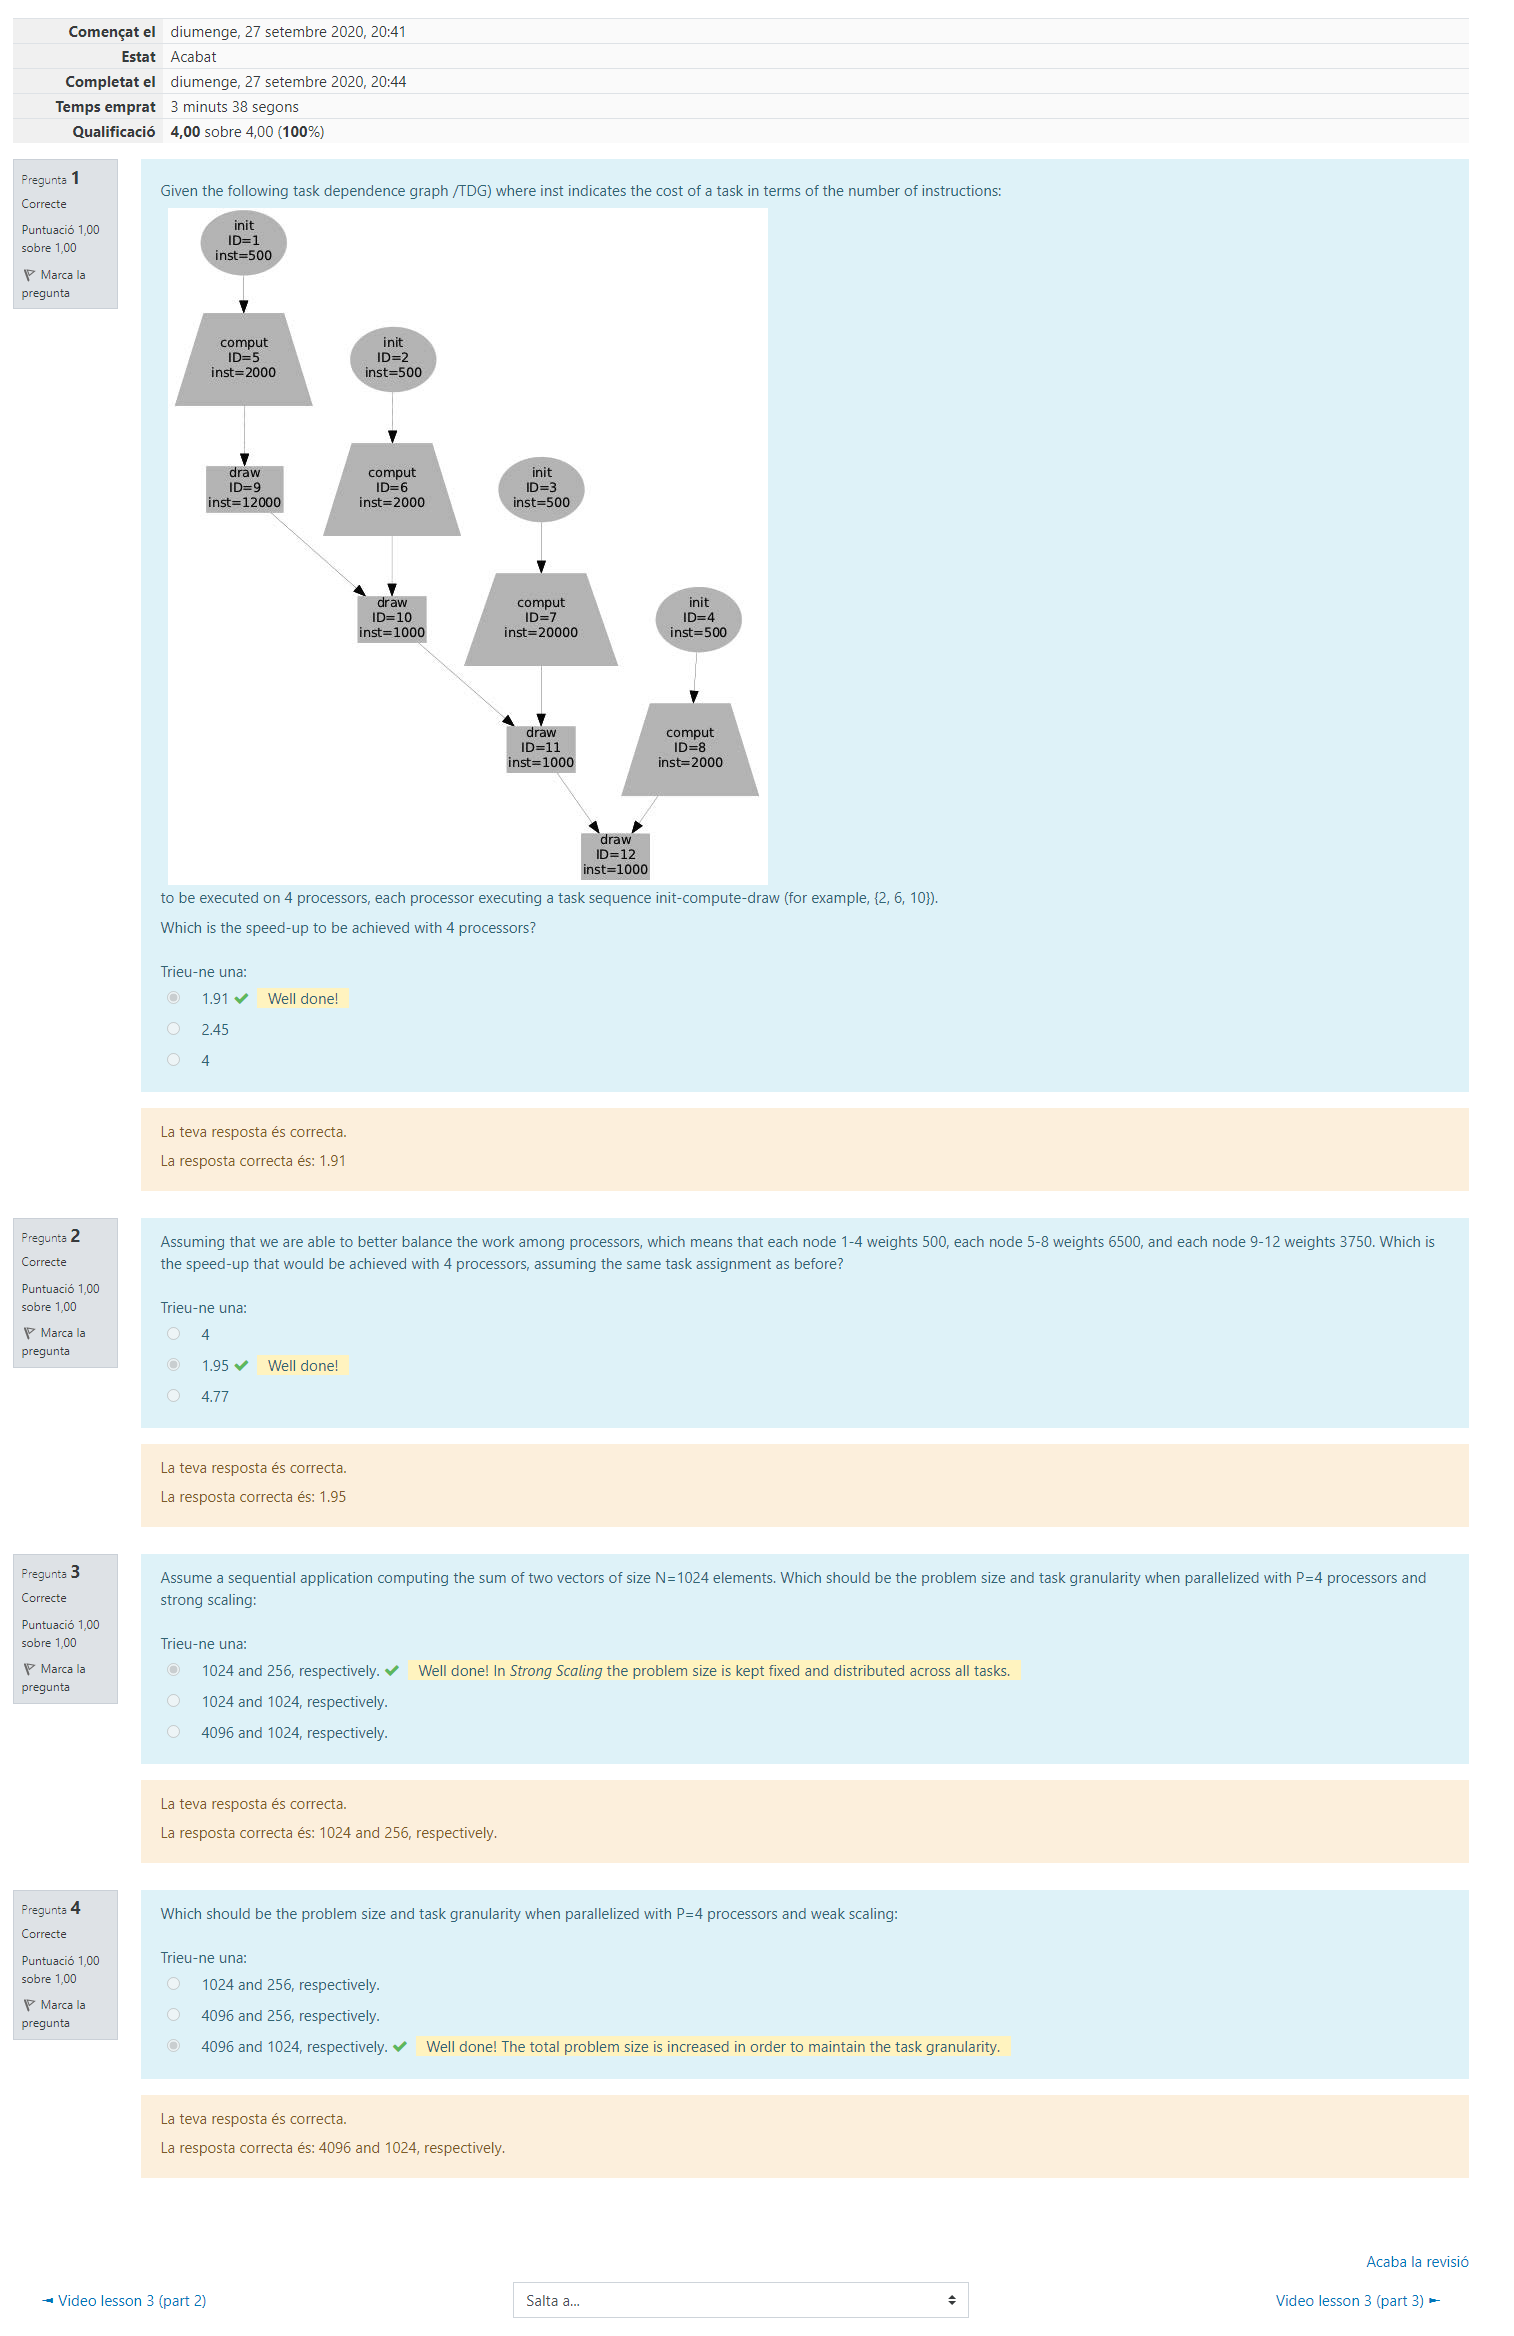 Començat el diumenge, 27 setembre 2020, 20:41
Estat Acabat
Completat el diumenge, 27 setembre 2020, 20:44
Temps emprat 3 minuts 38 segons
Qualificació 4,00 sobre 4,00 (100%)
Pregunta 1
Correcte
Puntuació 1,00
sobre 1,00
Marca la
pregunta
Given the following task dependence graph /TDG) where inst indicates the cost of a task in terms of the number of instructions:
init
ID=1
inst=500
comput
ID=5
inst=2000
init
ID=2
inst=500
draw
ID=9
inst=12000
comput
ID=6
inst=2000
init
ID=3
inst=500
draw
ID=10
inst=1000
comput
ID=7
inst=20000
init
ID=4
inst=500
draw
ID=11
inst=1000
comput
ID=8
inst=2000
draw
ID=12
inst=1000
to be executed on 4 processors, each processor executing a task sequence init-compute-draw (for example, {2, 6, 10}).
Which is the speed-up to be achieved with 4 processors?
Trieu-ne una:
1.91 Well done!
2.45
4
La teva resposta és correcta.
La resposta correcta és: 1.91
Pregunta 2
Correcte
Puntuació 1,00
sobre 1,00
Marca la
pregunta
Assuming that we are able to better balance the work among processors, which means that each node 1-4 weights 500, each node 5-8 weights 6500, and each node 9-12 weights 3750. Which is
the speed-up that would be achieved with 4 processors, assuming the same task assignment as before?
Trieu-ne una:
4
1.95 Well done!
4.77
La teva resposta és correcta.
La resposta correcta és: 1.95
Pregunta 3
Correcte
Puntuació 1,00
sobre 1,00
Marca la
pregunta
Assume a sequential application computing the sum of two vectors of size N=1024 elements. Which should be the problem size and task granularity when parallelized with P=4 processors and
strong scaling:
Trieu-ne una:
1024 and 256, respectively. Well done! In Strong Scaling the problem size is kept fixed and distributed across all tasks.
1024 and 1024, respectively.
4096 and 1024, respectively.
La teva resposta és correcta.
La resposta correcta és: 1024 and 256, respectively.
Pregunta 4
Correcte
Puntuació 1,00
sobre 1,00
Marca la
pregunta
Which should be the problem size and task granularity when parallelized with P=4 processors and weak scaling:
Trieu-ne una:
1024 and 256, respectively.
4096 and 256, respectively.
4096 and 1024, respectively. Well done! The total problem size is increased in order to maintain the task granularity.
La teva resposta és correcta.
La resposta correcta és: 4096 and 1024, respectively.
Acaba la revisió
◄ Video lesson 3 (part 2)
Salta a...
Video lesson 3 (part 3) ►